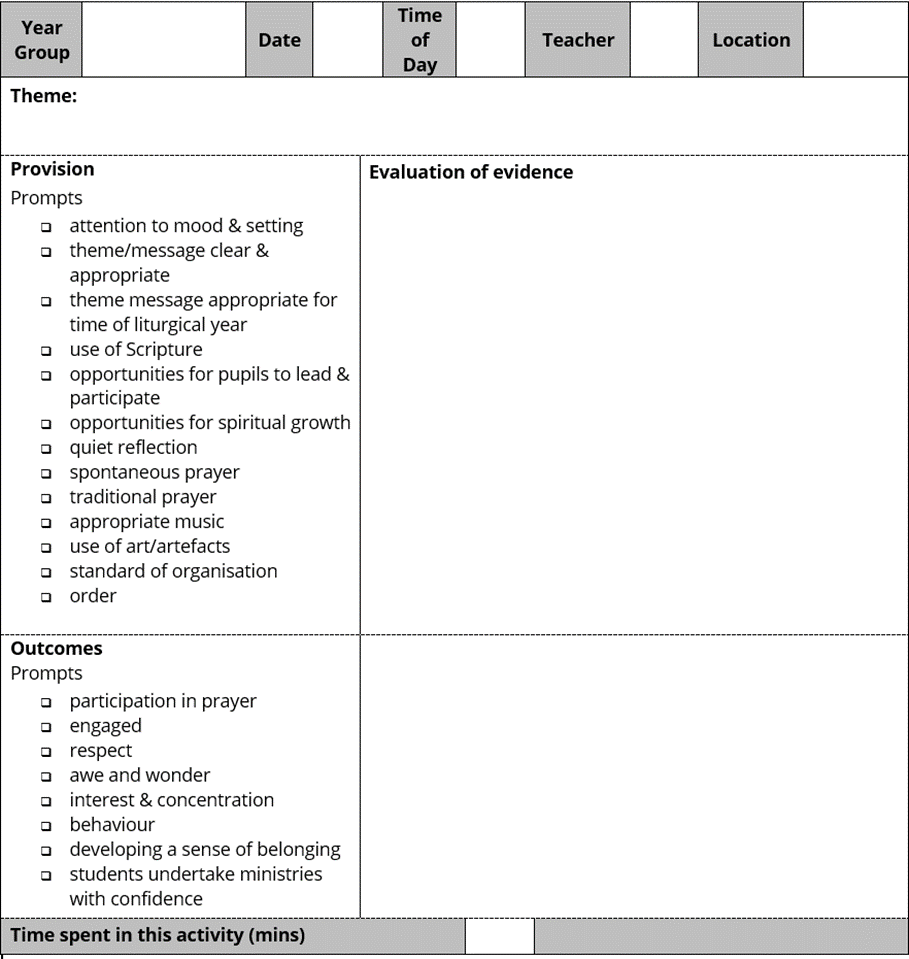 Year Group
Date
Time of Day
Teacher
Location
Theme:
Provision
Prompts
attention to mood & setting
theme/message clear &
appropriate
theme message appropriate for
time of liturgical year
use of Scripture
opportunities for pupils to lead &
participate
opportunities for spiritual growth
quiet reflection
spontaneous prayer
traditional prayer
appropriate music
use of art/artefacts
standard of organisation
order
Evaluation of evidence
Outcomes
Prompts
participation in prayer
engaged
respect
awe and wonder
interest & concentration
behaviour
developing a sense of belonging
students undertake ministries
with confidence
Time spent in this activity (mins)